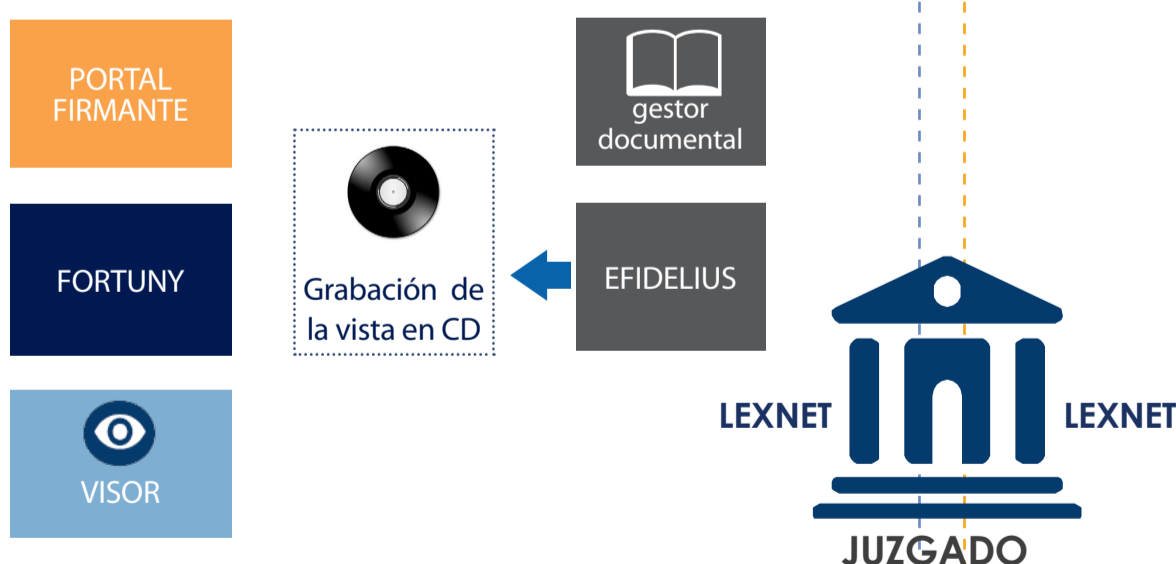 PORTAL
FIRMANTE
FORTUNY
VISOR
Grabación de
la vista en CD
gestor
documental
EFIDELIUS
LEXNET
LEXNET
JUZGADO